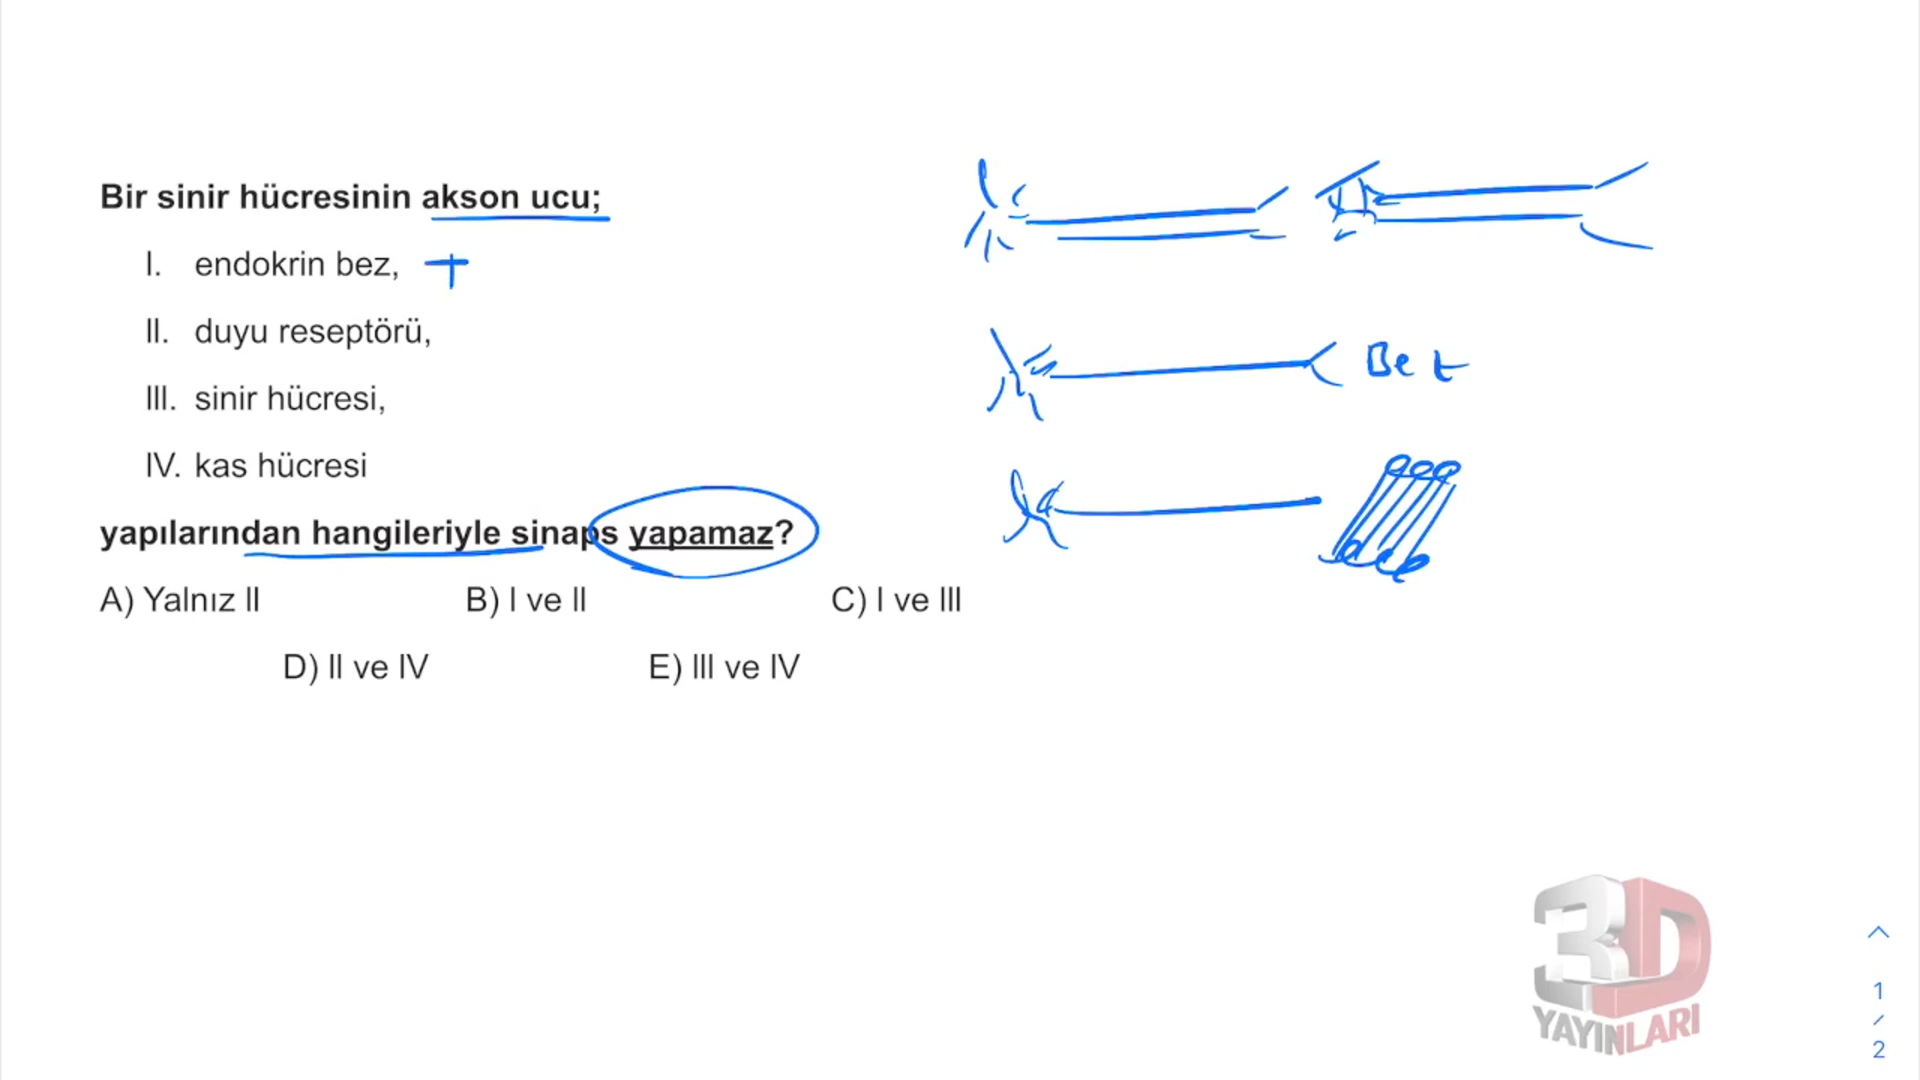 Bir sinir hücresinin akson ucu;
I. endokrin bez, +
II. duyu reseptörü,
III. sinir hücresi,
IV. kas hücresi
yapılarından hangileriyle sinaps yapamaz?
A) Yalnız II B) I ve II C) I ve III
D) II ve IV E) III ve IV
Bez
3D
YAYINLARI
1
/
2